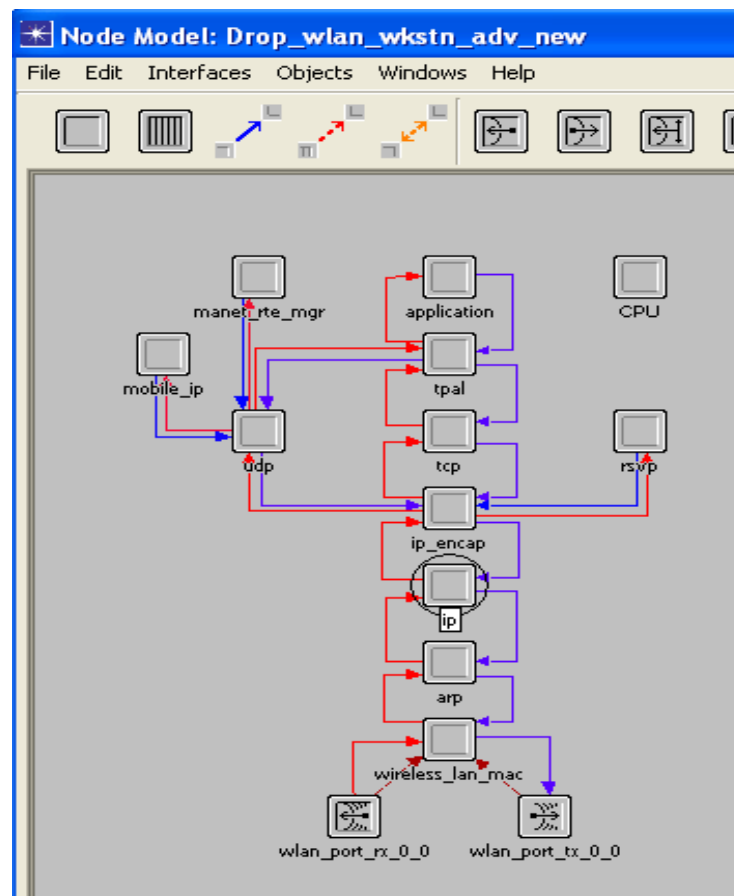 Node Model: Drop_wlan_wkstn_adv_new
File Edit Interfaces Objects Windows Help
manet_rte_mgr
application
CPU
mobile_ip
tpal
udp
tcp
rsvp
ip_encap
ip
arp
wireless_lan_mac
wlan_port_rx_0_0
wlan_port_tx_0_0